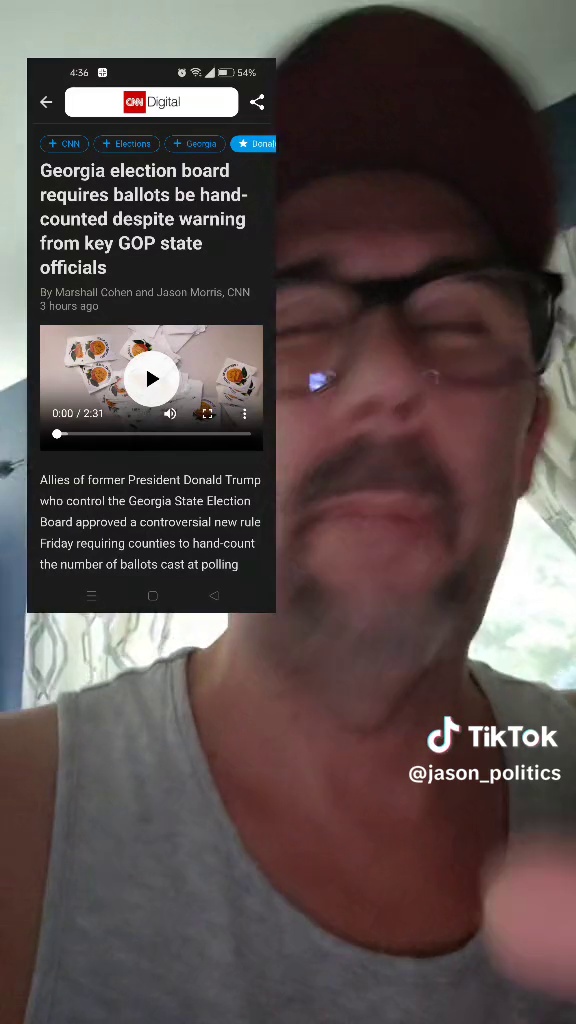 4:36
54%
CNN Digital
+ CNN
+ Elections
+ Georgia
★ Donal
Georgia election board
requires ballots be hand-
counted despite warning
from key GOP state
officials
By Marshall Cohen and Jason Morris, CNN
3 hours ago
0:00 / 2:31
Allies of former President Donald Trump
who control the Georgia State Election
Board approved a controversial new rule
Friday requiring counties to hand-count
the number of ballots cast at polling
TikTok
@jason_politics